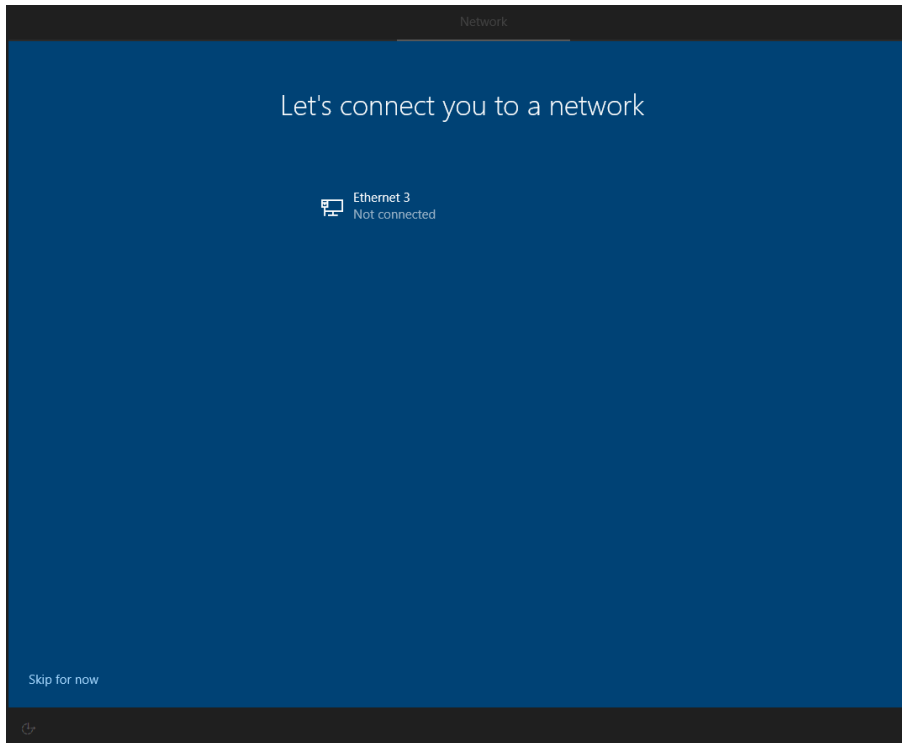 Network
Let's connect you to a network
Ethernet 3
Not connected
Skip for now